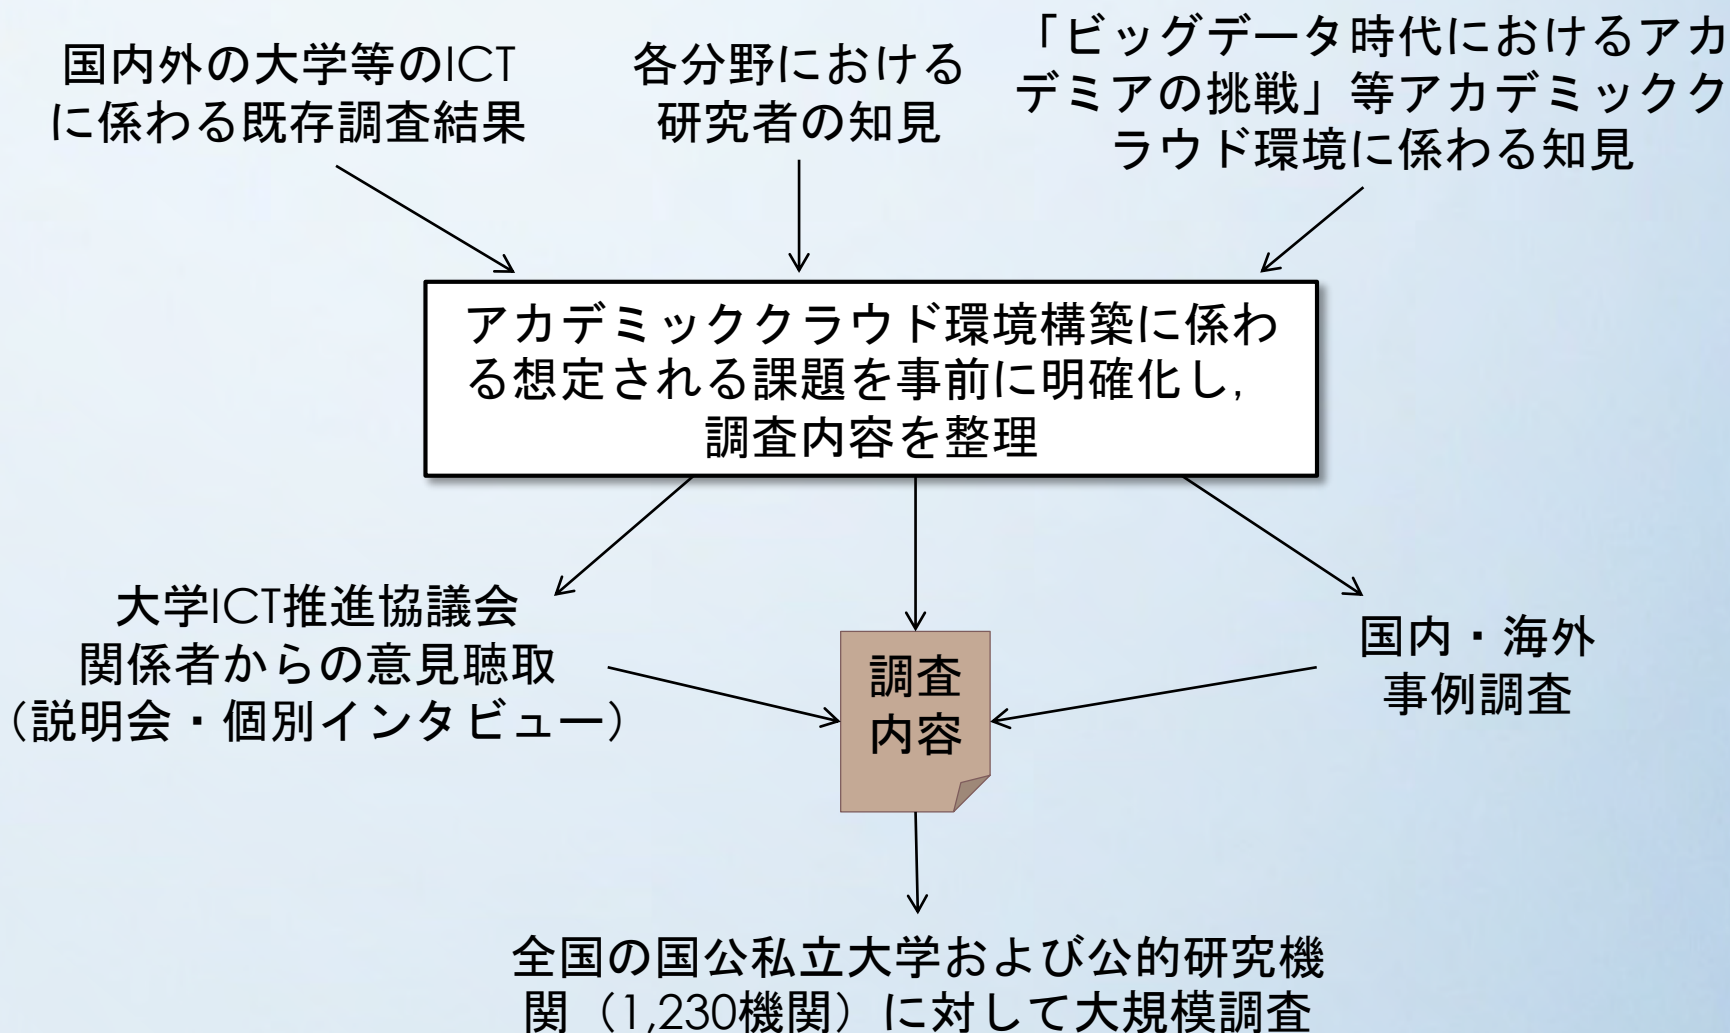 国内外の大学等のICT
に係わる既存調査結果
各分野における
研究者の知見
「ビッグデータ時代におけるアカ
デミアの挑戦」等アカデミックク
ラウド環境に係わる知見
アカデミッククラウド環境構築に係わ
る想定される課題を事前に明確化し,
調査内容を整理
大学ICT推進協議会
関係者からの意見聴取
（説明会・個別インタビュー）
調査
内容
国内・海外
事例調査
全国の国公私立大学および公的研究機
関（1,230機関）に対して大規模調査